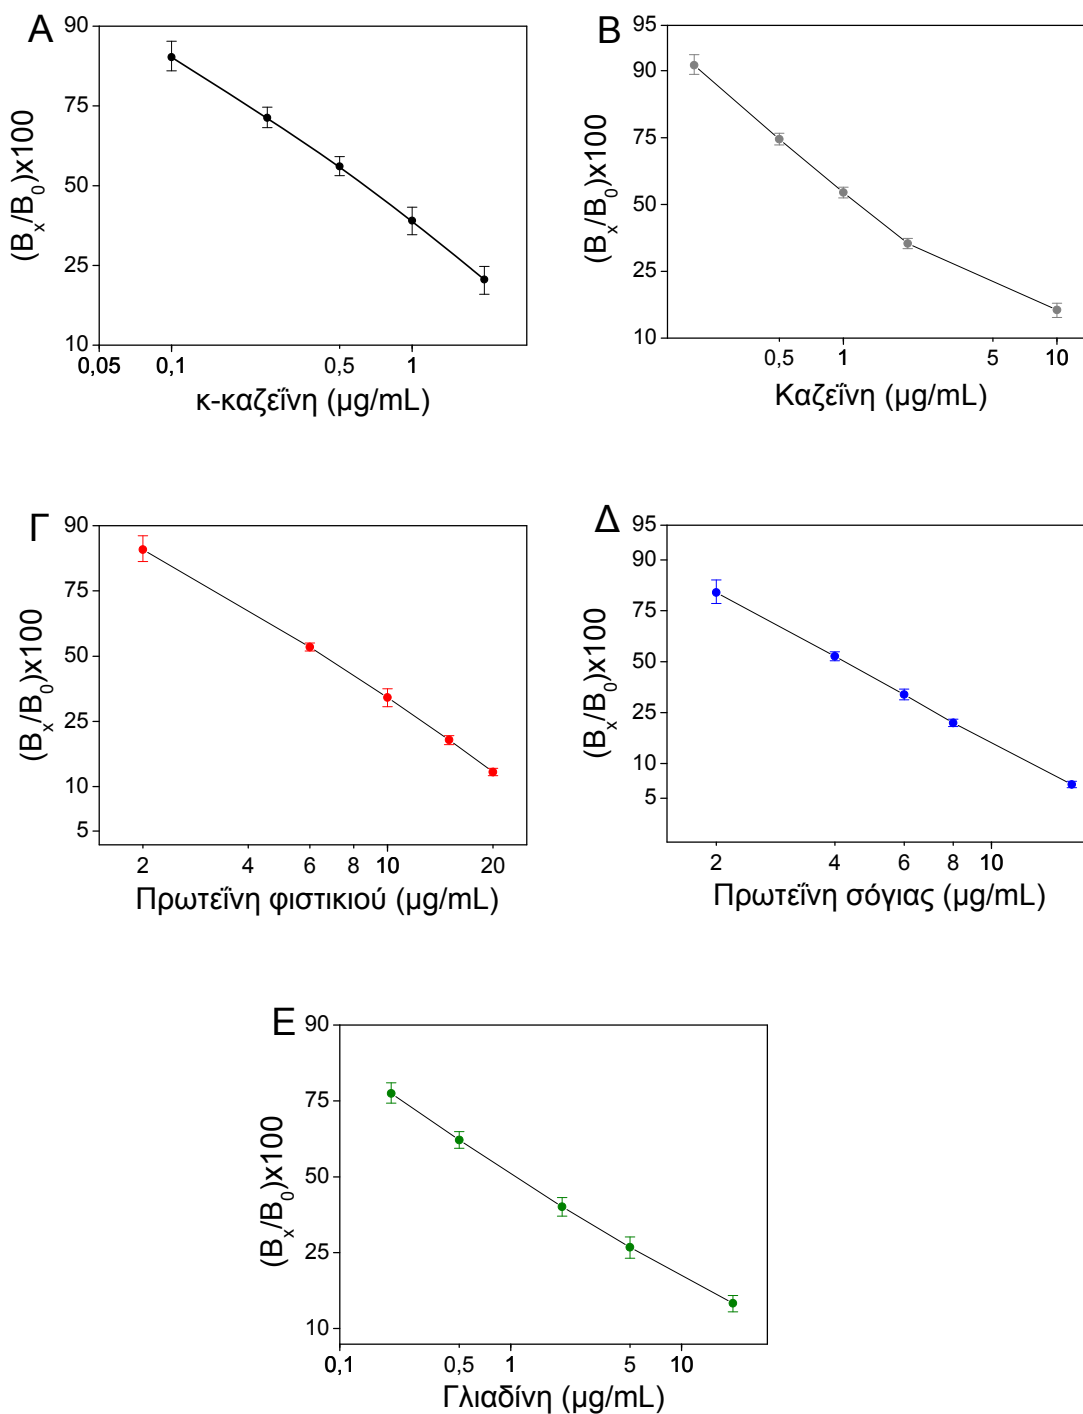 Α
90
75
50
25
10
(Bx/B0)x100
0,05 0,1 0,5 1
κ-καζεΐνη (μg/mL)
Β
95
90
75
50
25
10
(Bx/B0)x100
0,5 1 5 10
Καζεΐνη (μg/mL)
Γ
90
75
50
25
10
5
(Bx/B0)x100
2 4 6 8 10 20
Πρωτεΐνη φιστικιού (μg/mL)
Δ
95
90
75
50
25
10
5
(Bx/B0)x100
2 4 6 8 10
Πρωτεΐνη σόγιας (μg/mL)
Ε
90
75
50
25
10
(Bx/B0)x100
0,1 0,5 1 5 10
Γλιαδίνη (μg/mL)